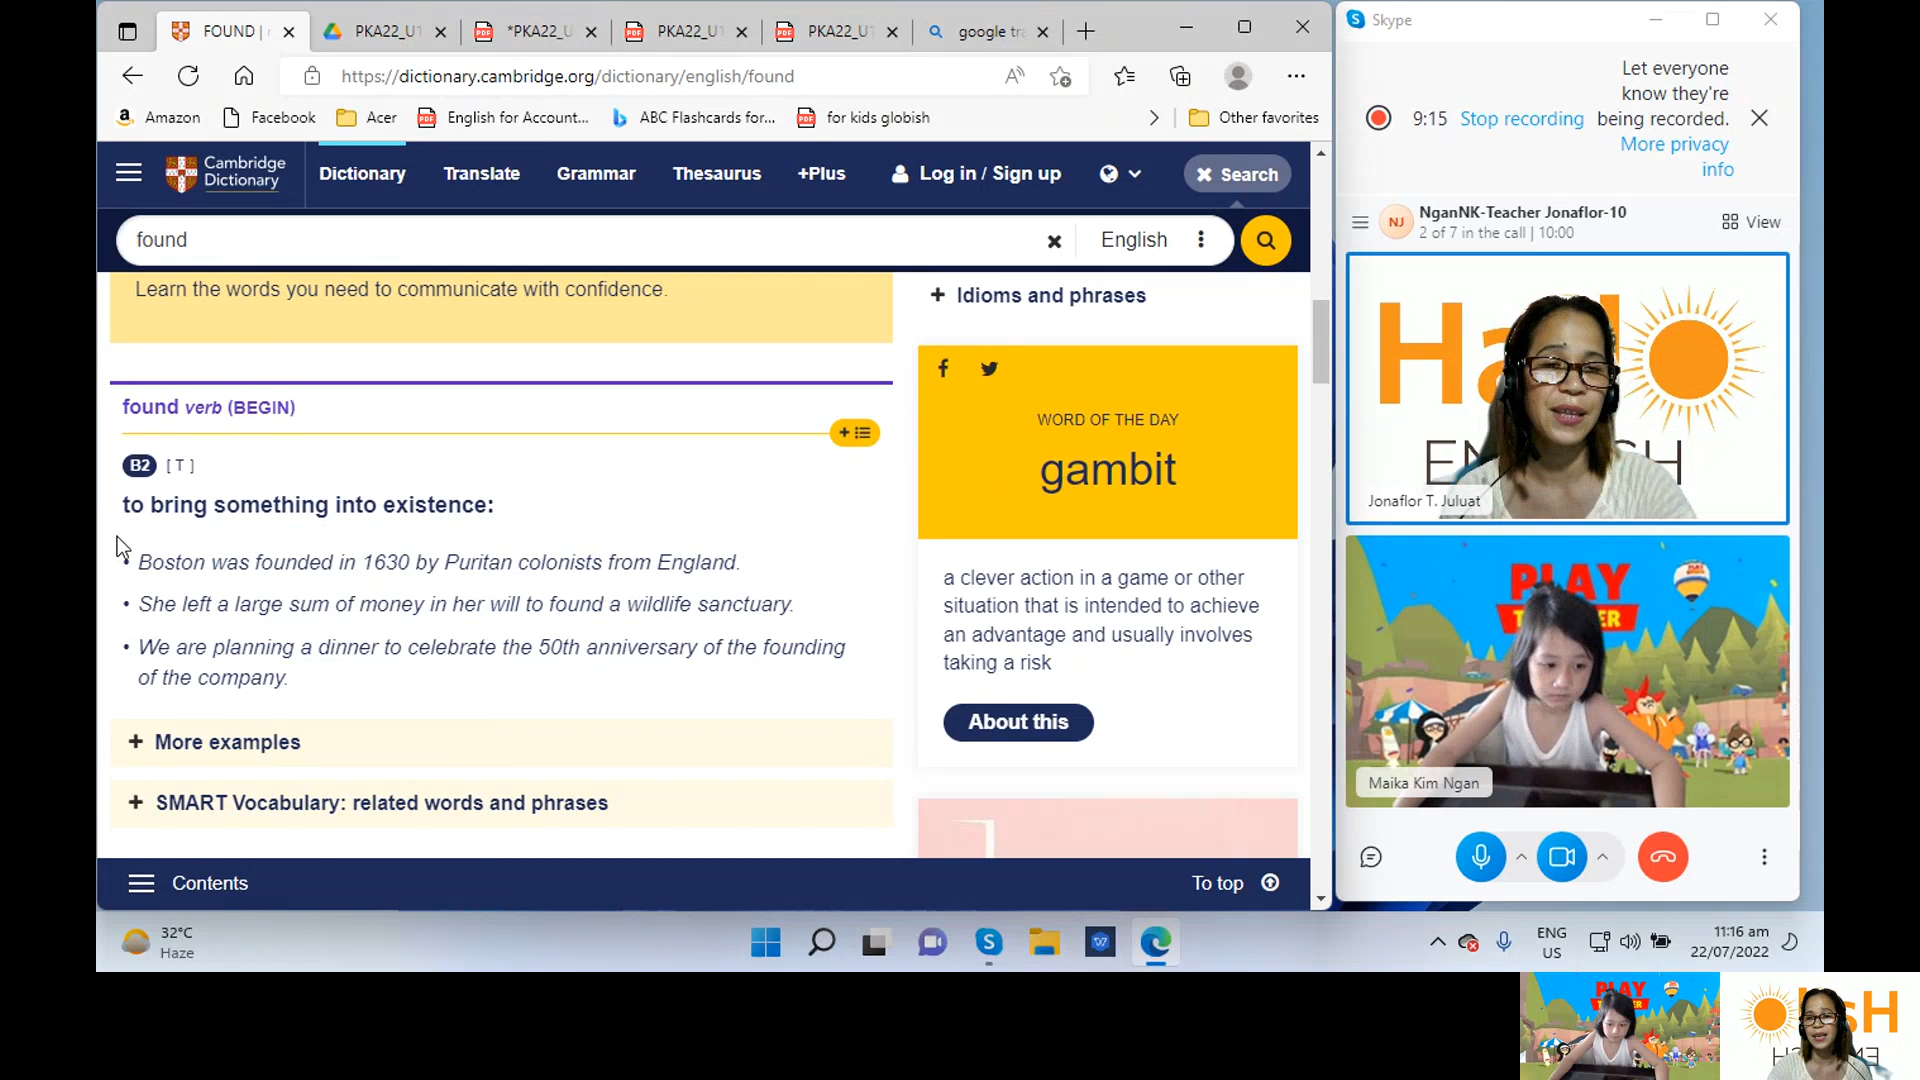 FOUND |
PKA22_U1
*PKA22_U
PKA22_U1
PKA22_U1
google tra
https://dictionary.cambridge.org/dictionary/english/found
Amazon
Facebook
Acer
English for Account...
ABC Flashcards for...
for kids globish
Other favorites
Cambridge
Dictionary
Dictionary
Translate
Grammar
Thesaurus
+Plus
Log in / Sign up
Search
found
English
Learn the words you need to communicate with confidence.
found verb (BEGIN)
B2 [ T ]
to bring something into existence:
• Boston was founded in 1630 by Puritan colonists from England.
• She left a large sum of money in her will to found a wildlife sanctuary.
• We are planning a dinner to celebrate the 50th anniversary of the founding
of the company.
+ More examples
+ SMART Vocabulary: related words and phrases
+ Idioms and phrases
WORD OF THE DAY
gambit
a clever action in a game or other
situation that is intended to achieve
an advantage and usually involves
taking a risk
About this
Contents
To top
Skype
9:15 Stop recording
Let everyone
know they're
being recorded.
More privacy
info
NJ
NganNK-Teacher Jonaflor-10
2 of 7 in the call | 10:00
View
Jonaflor T. Juluat
PLAY
Maika Kim Ngan
32°C
Haze
ENG
US
11:16 am
22/07/2022
PLAY